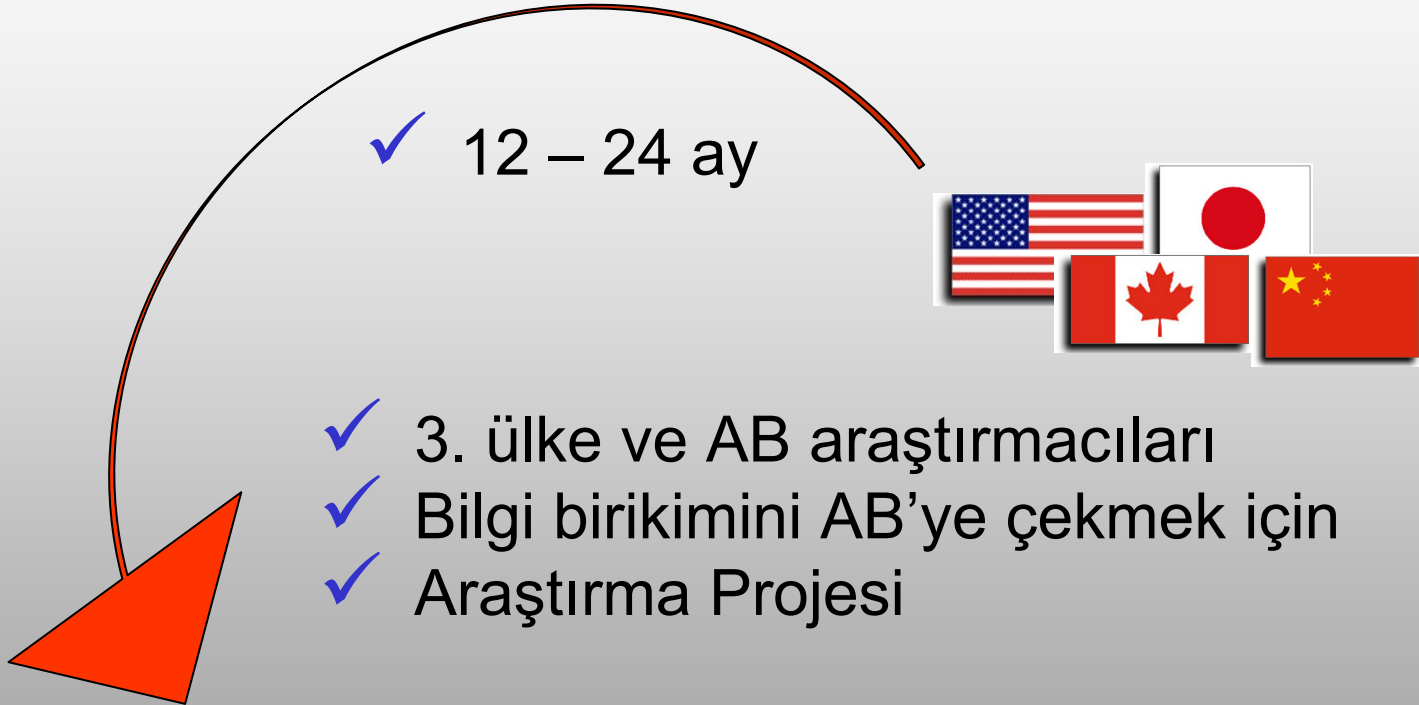 12 – 24 ay
3. ülke ve AB araştırmacıları
Bilgi birikimini AB’ye çekmek için
Araştırma Projesi